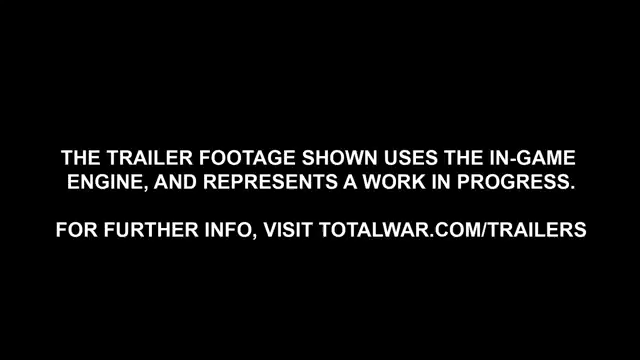 THE TRAILER FOOTAGE SHOWN USES THE IN-GAME
ENGINE, AND REPRESENTS A WORK IN PROGRESS.
FOR FURTHER INFO, VISIT TOTALWAR.COM/TRAILERS